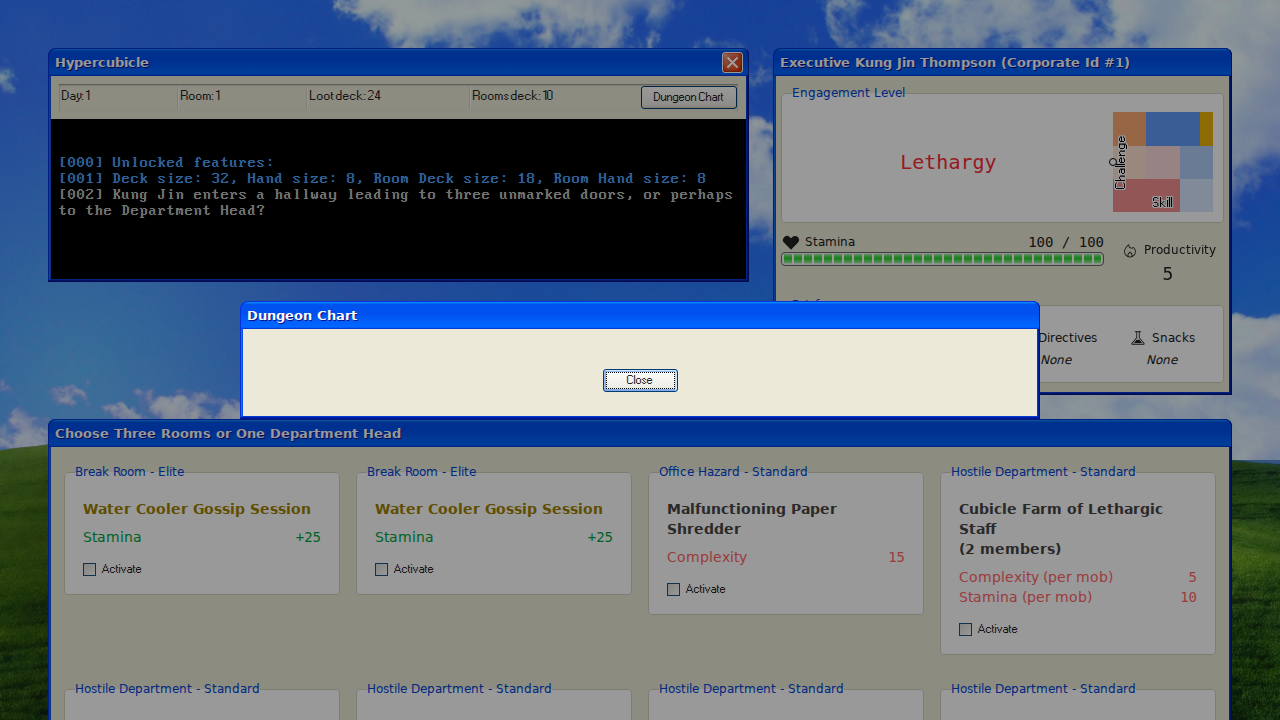 Hypercubicle
Day: 1 Room: 1 Loot deck: 24 Rooms deck: 10 Dungeon Chart
[000] Unlocked features:
[001] Deck size: 32, Hand size: 8, Room Deck size: 18, Room Hand size: 8
[002] Kung Jin enters a hallway leading to three unmarked doors, or perhaps
to the Department Head?
Executive Kung Jin Thompson (Corporate Id #1)
Engagement Level
Lethargy
Challenge
Skill
Stamina 100 / 100
Productivity
5
Directives Snacks
None None
Dungeon Chart
Close
Choose Three Rooms or One Department Head
Break Room - Elite
Water Cooler Gossip Session
Stamina +25
Activate
Break Room - Elite
Water Cooler Gossip Session
Stamina +25
Activate
Office Hazard - Standard
Malfunctioning Paper
Shredder
Complexity 15
Activate
Hostile Department - Standard
Cubicle Farm of Lethargic
Staff
(2 members)
Complexity (per mob) 5
Stamina (per mob) 10
Activate
Hostile Department - Standard
Hostile Department - Standard
Hostile Department - Standard
Hostile Department - Standard